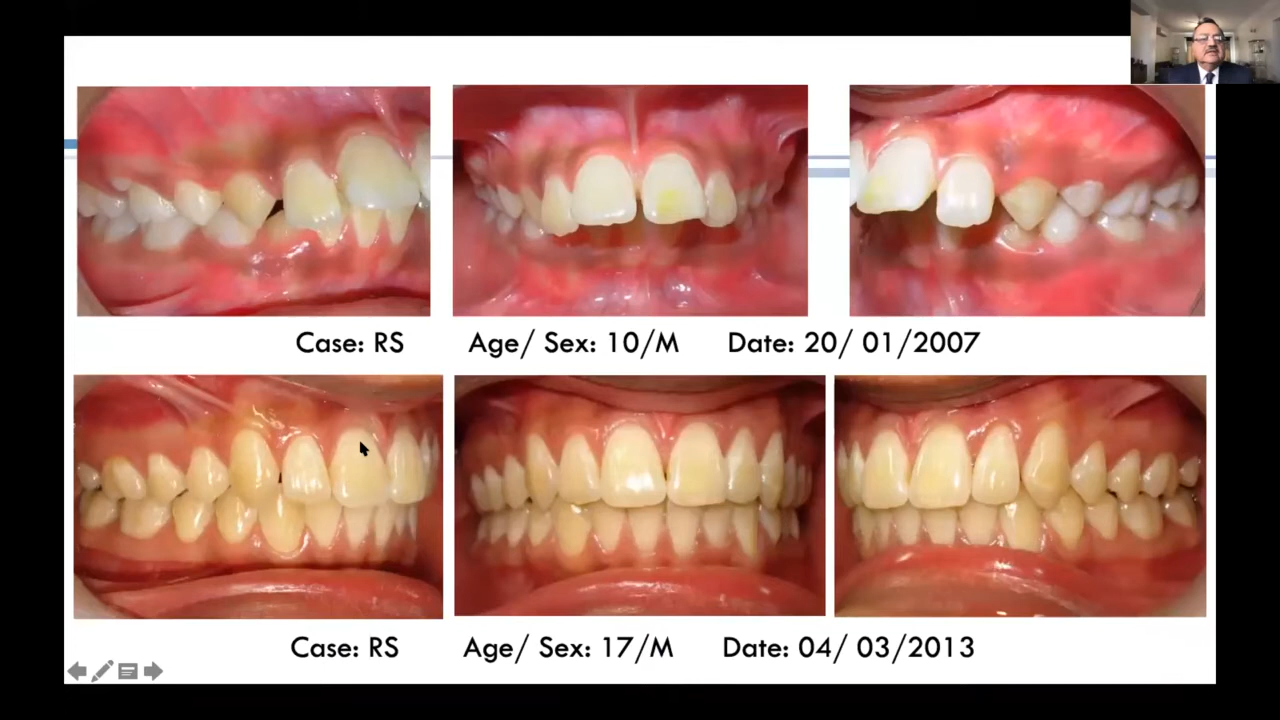 Case: RS Age/ Sex: 10/M Date: 20/ 01/2007
Case: RS Age/ Sex: 17/M Date: 04/ 03/2013